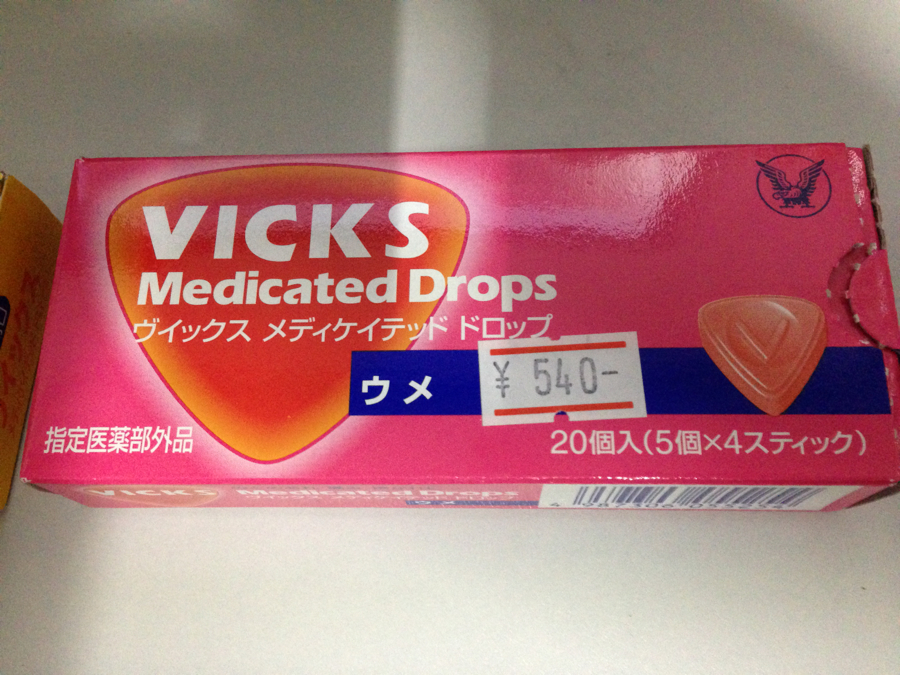 VICKS
Medicated Drops
ヴイックス メディケイテッド ドロップ
ウメ
¥ 540-
指定医薬部外品
20個入(5個×4スティック)
VICKS
Medicated Drops
ウメ